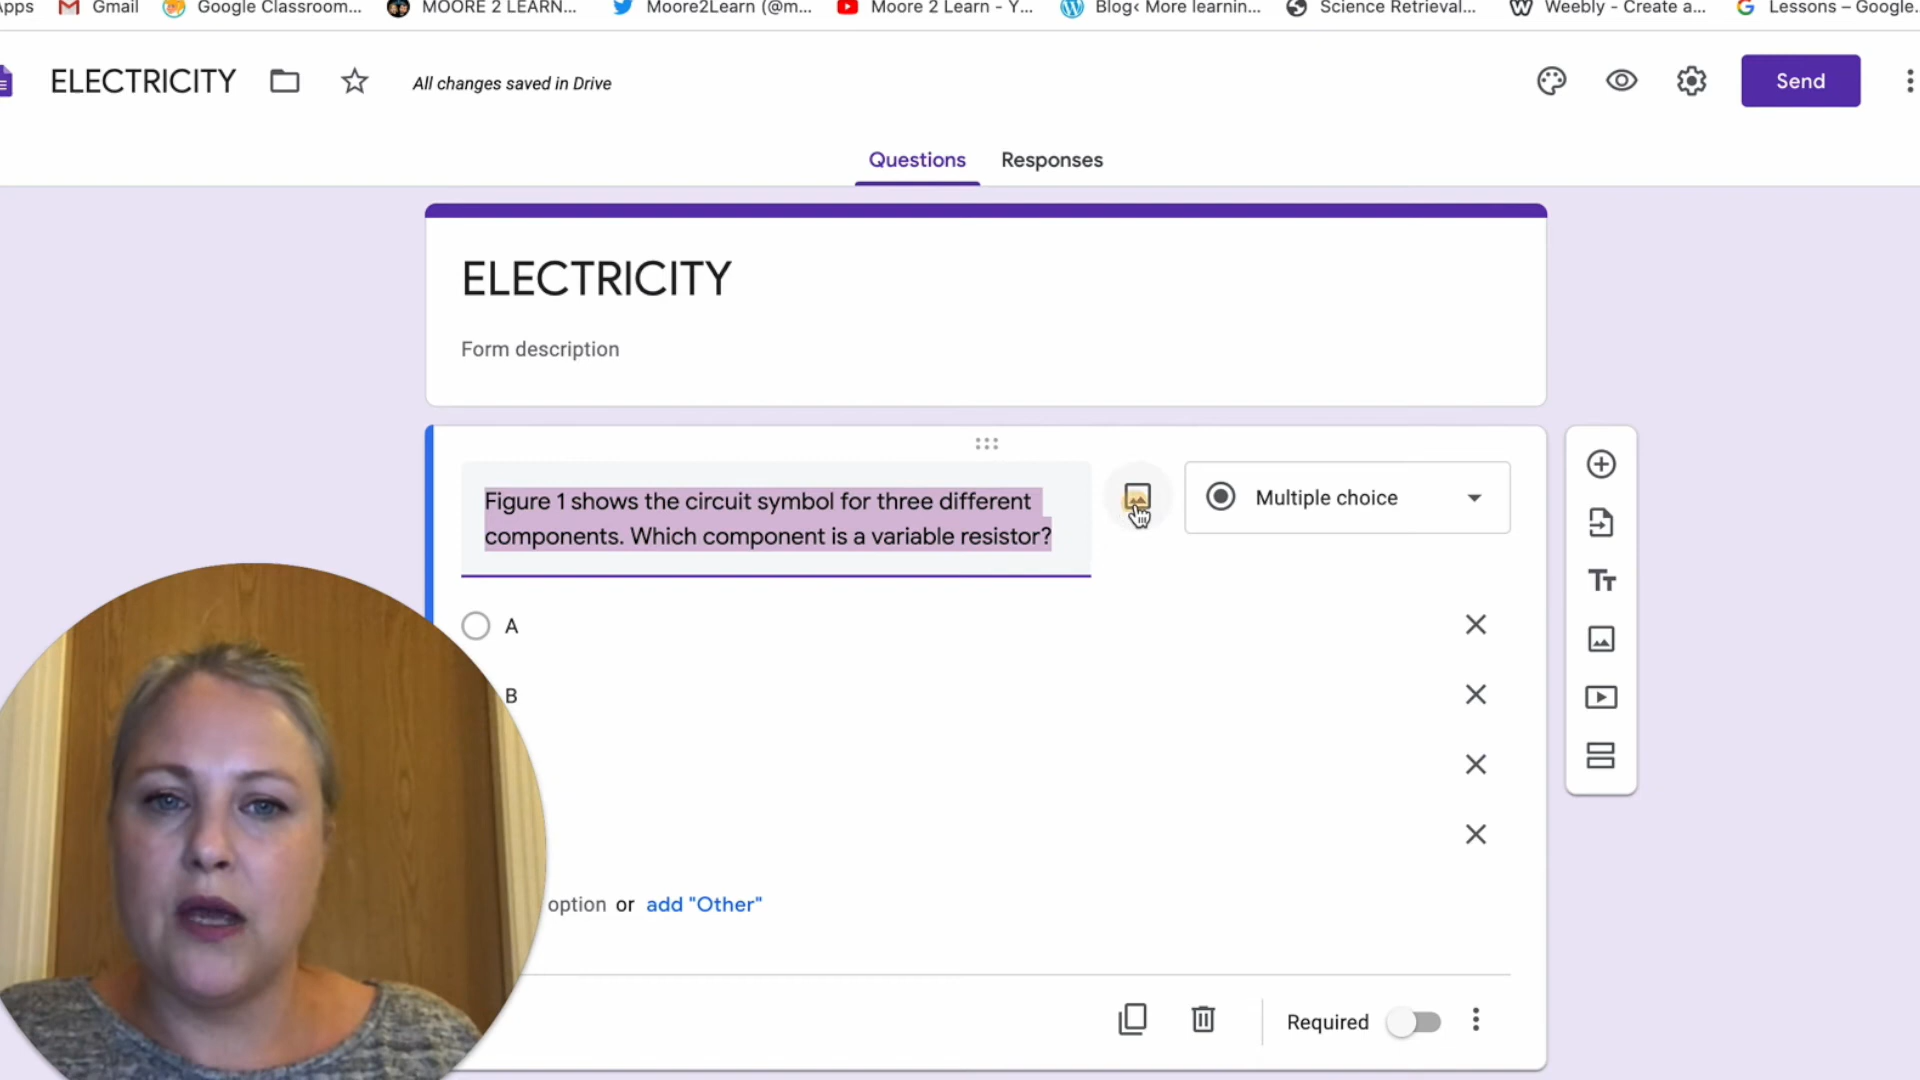 Gmail Google Classroom... MOORE 2 LEARN... Moore2Learn (@m... Moore 2 Learn - Y... Blog‹ More learnin... Science Retrieval... Weebly - Create a... Lessons – Google...
ELECTRICITY All changes saved in Drive Send
Questions Responses
ELECTRICITY
Form description
Figure 1 shows the circuit symbol for three different
components. Which component is a variable resistor?
Multiple choice
A
B
option or add "Other"
Required